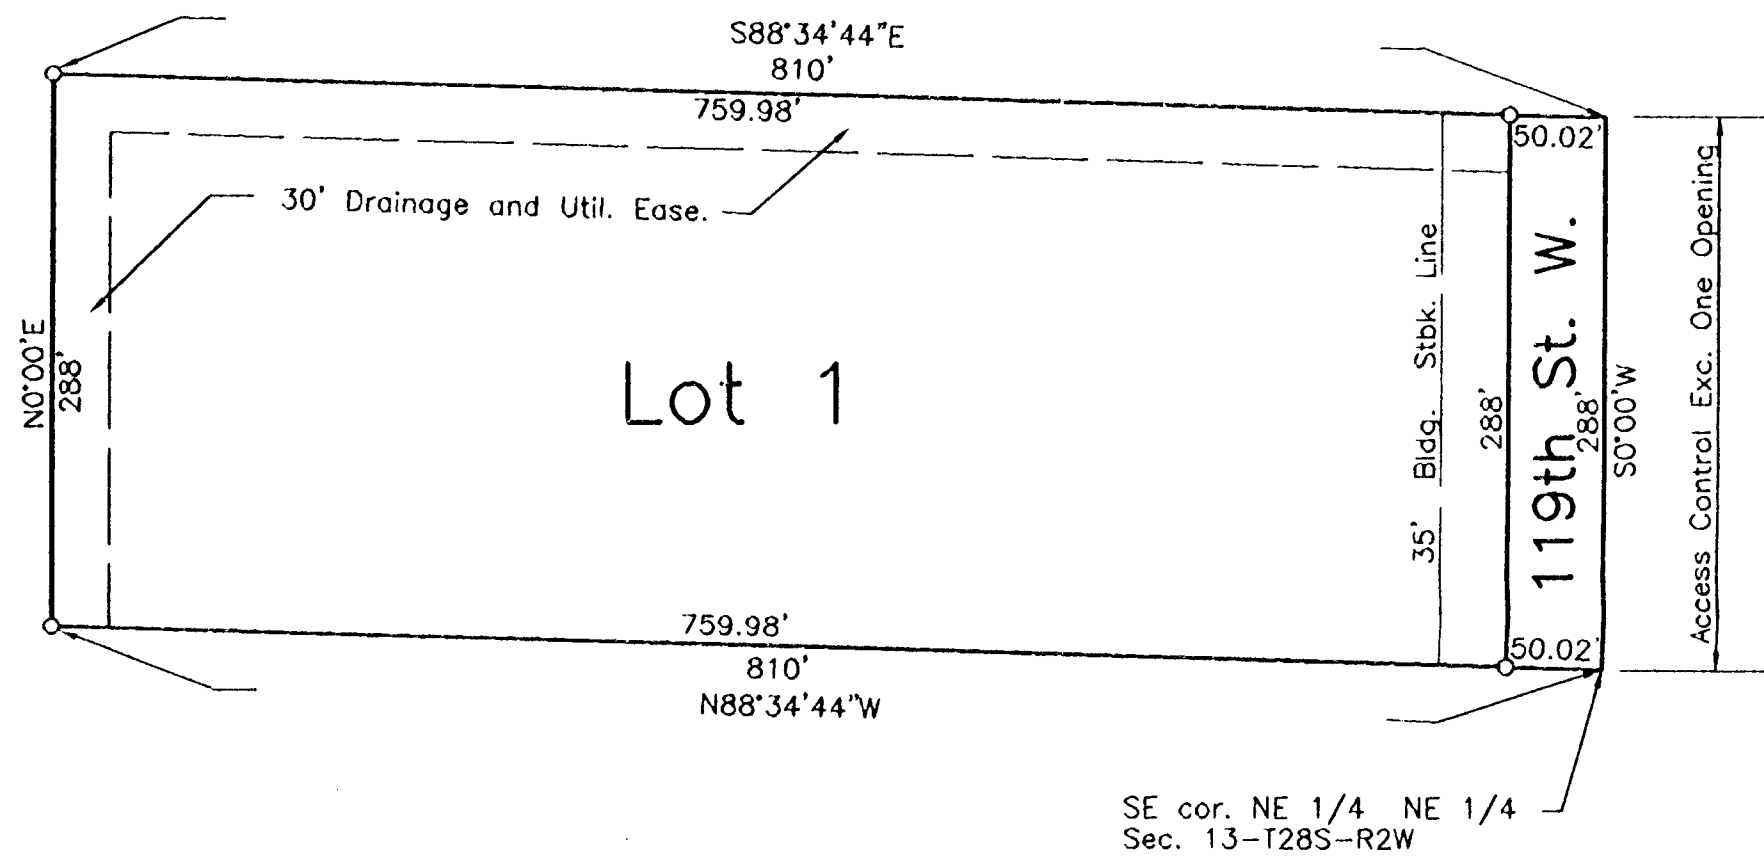 S88°34'44"E
810'
759.98'
50.02'
30' Drainage and Util. Ease.
N0°00'E
288'
Lot 1
35' Bldg. Stbk. Line
288'
119th St. W.
288'
S0°00'W
Access Control Exc. One Opening
759.98'
50.02'
810'
N88°34'44"W
SE cor. NE 1/4 NE 1/4
Sec. 13-T28S-R2W